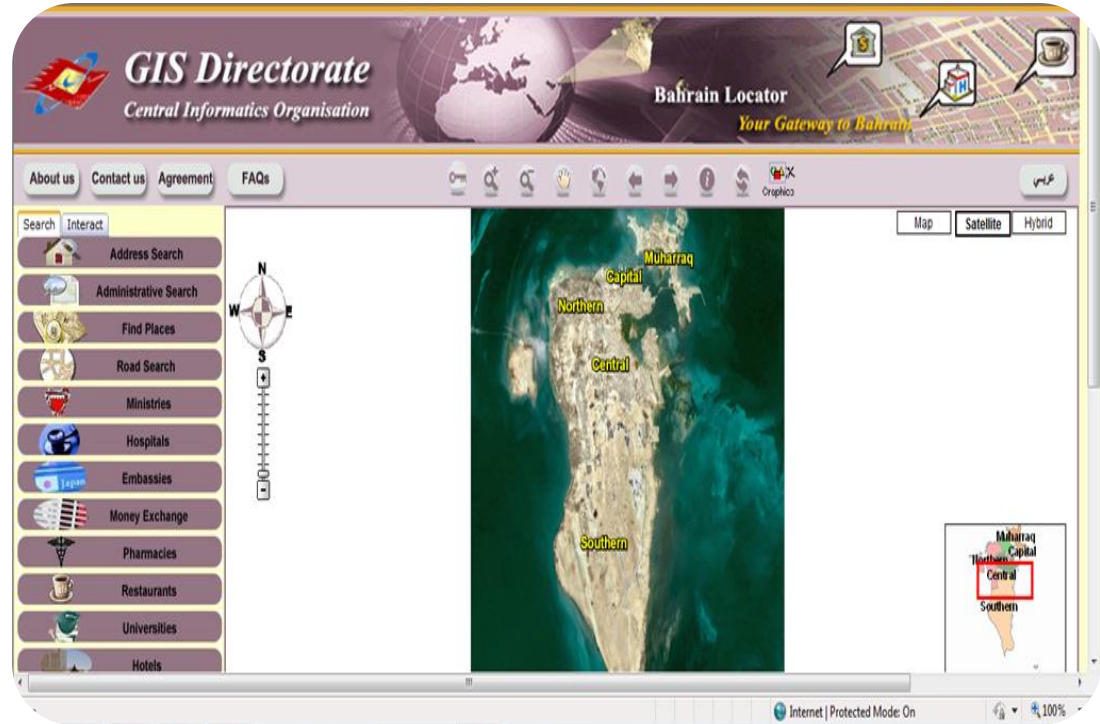 GIS Directorate
Central Informatics Organisation
Bahrain Locator
Your Gateway to Bahrain
About us Contact us Agreement FAQs
Graphics X
عربي
Search Interact
Map Satellite Hybrid
Address Search
Administrative Search
Find Places
Road Search
Ministries
Hospitals
Japan
Embassies
Money Exchange
Pharmacies
Restaurants
Universities
Hotels
N
W E
S
+
-
Muharraq
Capital
Northern
Central
Southern
Muharraq
Capital
Northern
Central
Southern
$
H
i
Internet | Protected Mode: On
100%